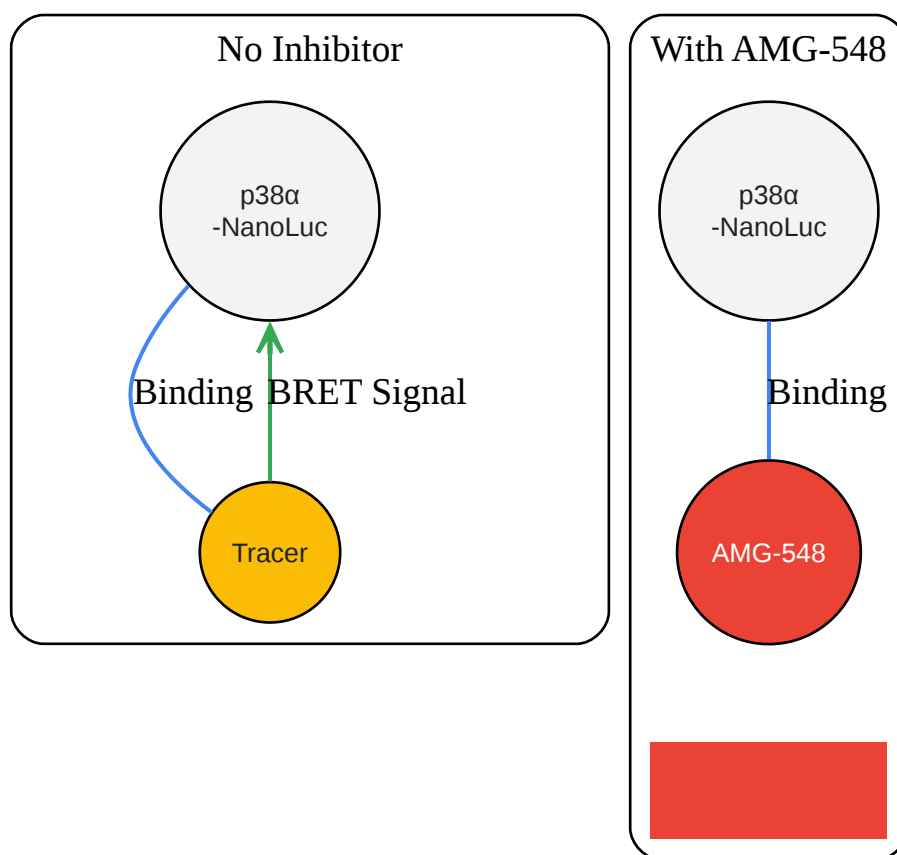 No Inhibitor
p38α
-NanoLuc
Binding
BRET Signal
Tracer
With AMG-548
p38α
-NanoLuc
Binding
AMG-548